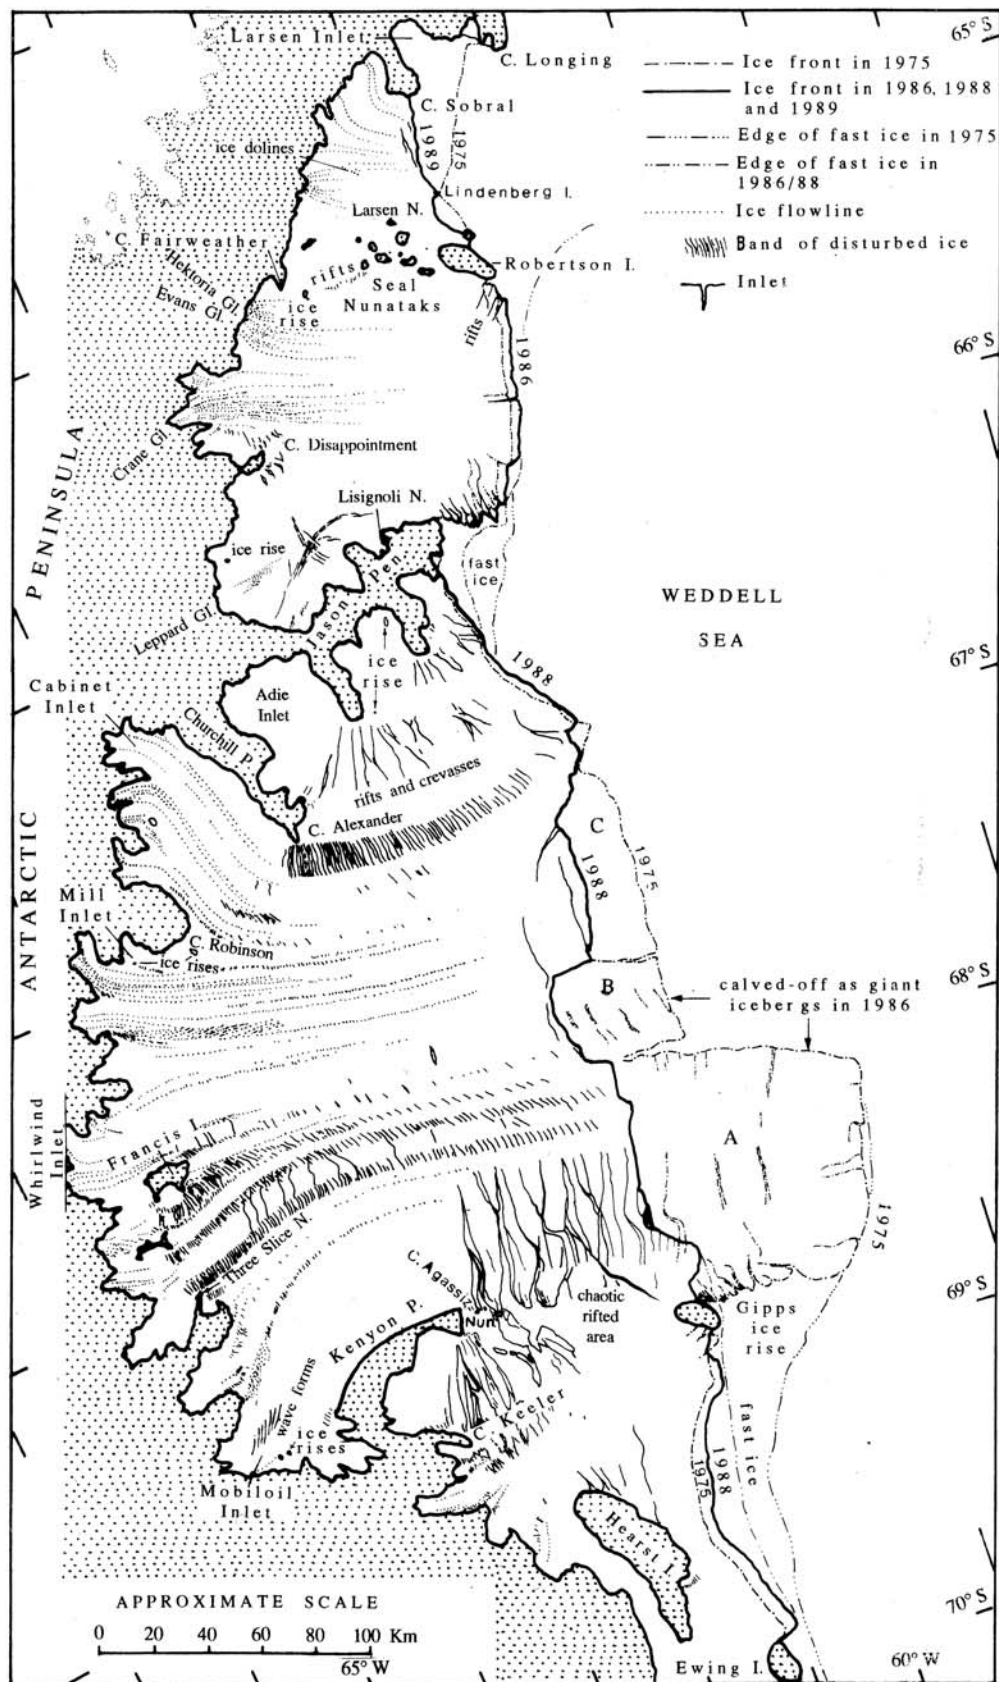 Larsen Inlet
C. Longing
65° S
Ice front in 1975
Ice front in 1986, 1988
and 1989
Edge of fast ice in 1975
Edge of fast ice in
1986/88
Ice flowline
Band of disturbed ice
Inlet
C. Sobral
1989
1975
ice dolines
Lindenberg I.
Larsen N.
C. Fairweather
Robertson I.
Hektoria Gl.
Evans Gl.
rifts
Seal
Nunataks
ice
rise
rifts
1986
66° S
Crane Gl.
C. Disappointment
Lisignoli N.
ice rise
Jason Pen.
fast
ice
Leppard Gl.
WEDDELL
SEA
67° S
PENINSULA
ANTARCTIC
ice
rise
1988
Cabinet
Inlet
Adie
Inlet
Churchill P.
rifts and crevasses
C. Alexander
C
1988
1975
Mill
Inlet
C. Robinson
ice rises
68° S
B
calved-off as giant
icebergs in 1986
A
Whirlwind
Inlet
Francis I.
Three Slice N.
1975
C. Agassiz
Nun.
chaotic
rifted
area
69° S
Gipps
ice
rise
Kenyon P.
wave forms
ice
rises
C. Keeler
Mobiloil
Inlet
1975
1988
fast ice
Hearst I.
70° S
APPROXIMATE SCALE
0 20 40 60 80 100 Km
65° W
Ewing I.
60° W